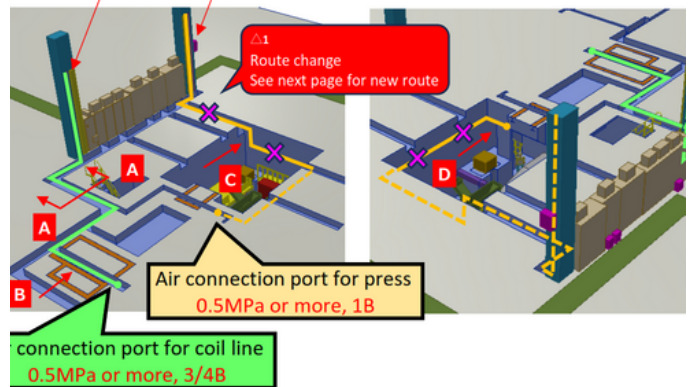 △1
Route change
See next page for new route
A
A
B
C
D
Air connection port for press
0.5MPa or more, 1B
connection port for coil line
0.5MPa or more, 3/4B